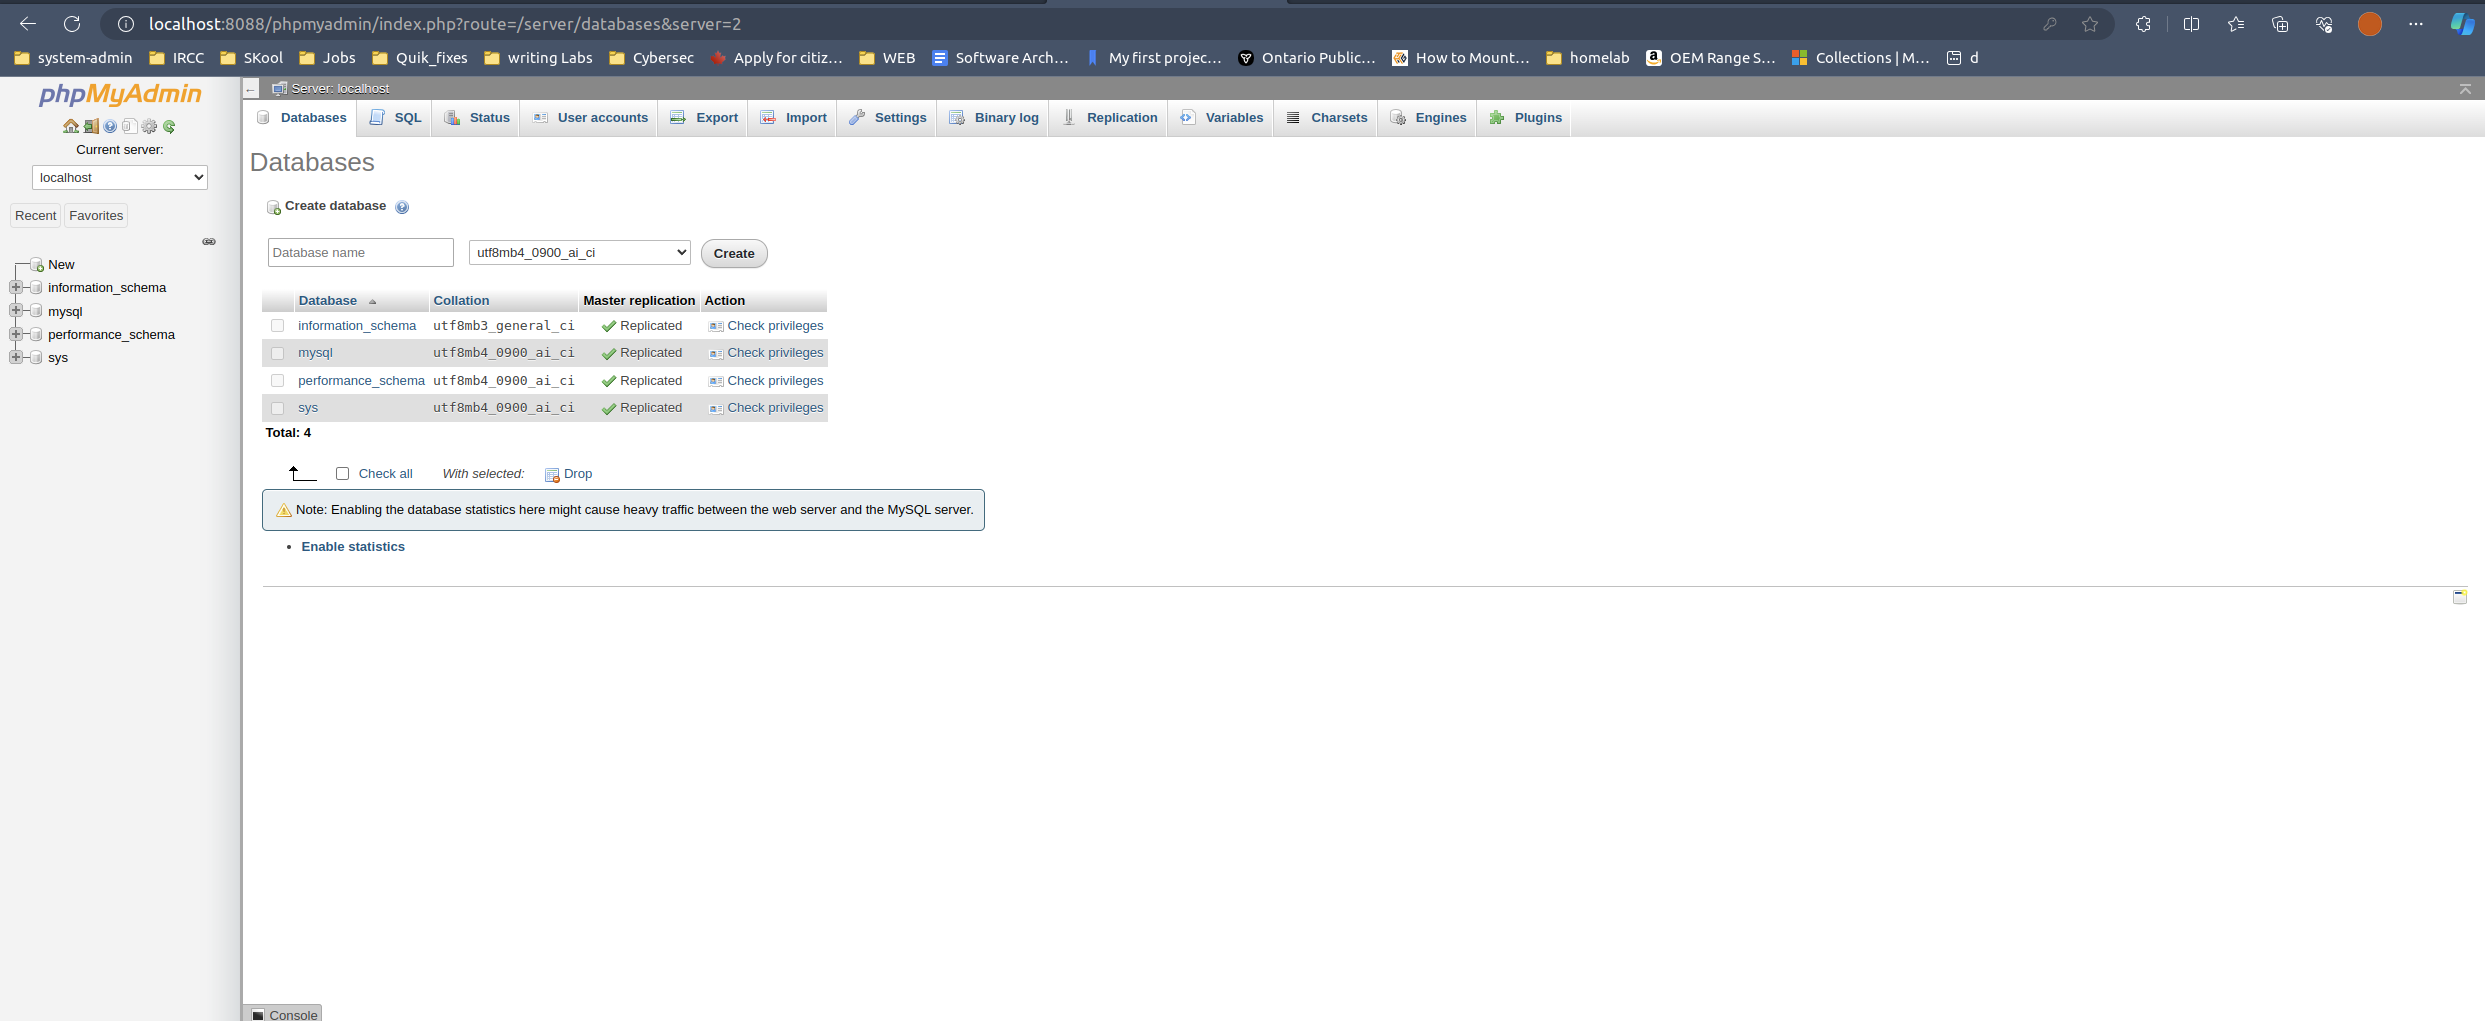 localhost:8088/phpmyadmin/index.php?route=/server/databases&server=2
system-admin IRCC SKool Jobs Quik_fixes writing Labs Cybersec Apply for citiz... WEB Software Arch... My first projec... Ontario Public... How to Mount... homelab OEM Range S... Collections | M... d
phpMyAdmin
Current server:
localhost
Recent Favorites
New
information_schema
mysql
performance_schema
sys
← Server: localhost
Databases SQL Status User accounts Export Import Settings Binary log Replication Variables Charsets Engines Plugins
Databases
Create database
Database name utf8mb4_0900_ai_ci Create
Database Collation Master replication Action
information_schema utf8mb3_general_ci Replicated Check privileges
mysql utf8mb4_0900_ai_ci Replicated Check privileges
performance_schema utf8mb4_0900_ai_ci Replicated Check privileges
sys utf8mb4_0900_ai_ci Replicated Check privileges
Total: 4
Check all With selected: Drop
Note: Enabling the database statistics here might cause heavy traffic between the web server and the MySQL server.
• Enable statistics
Console